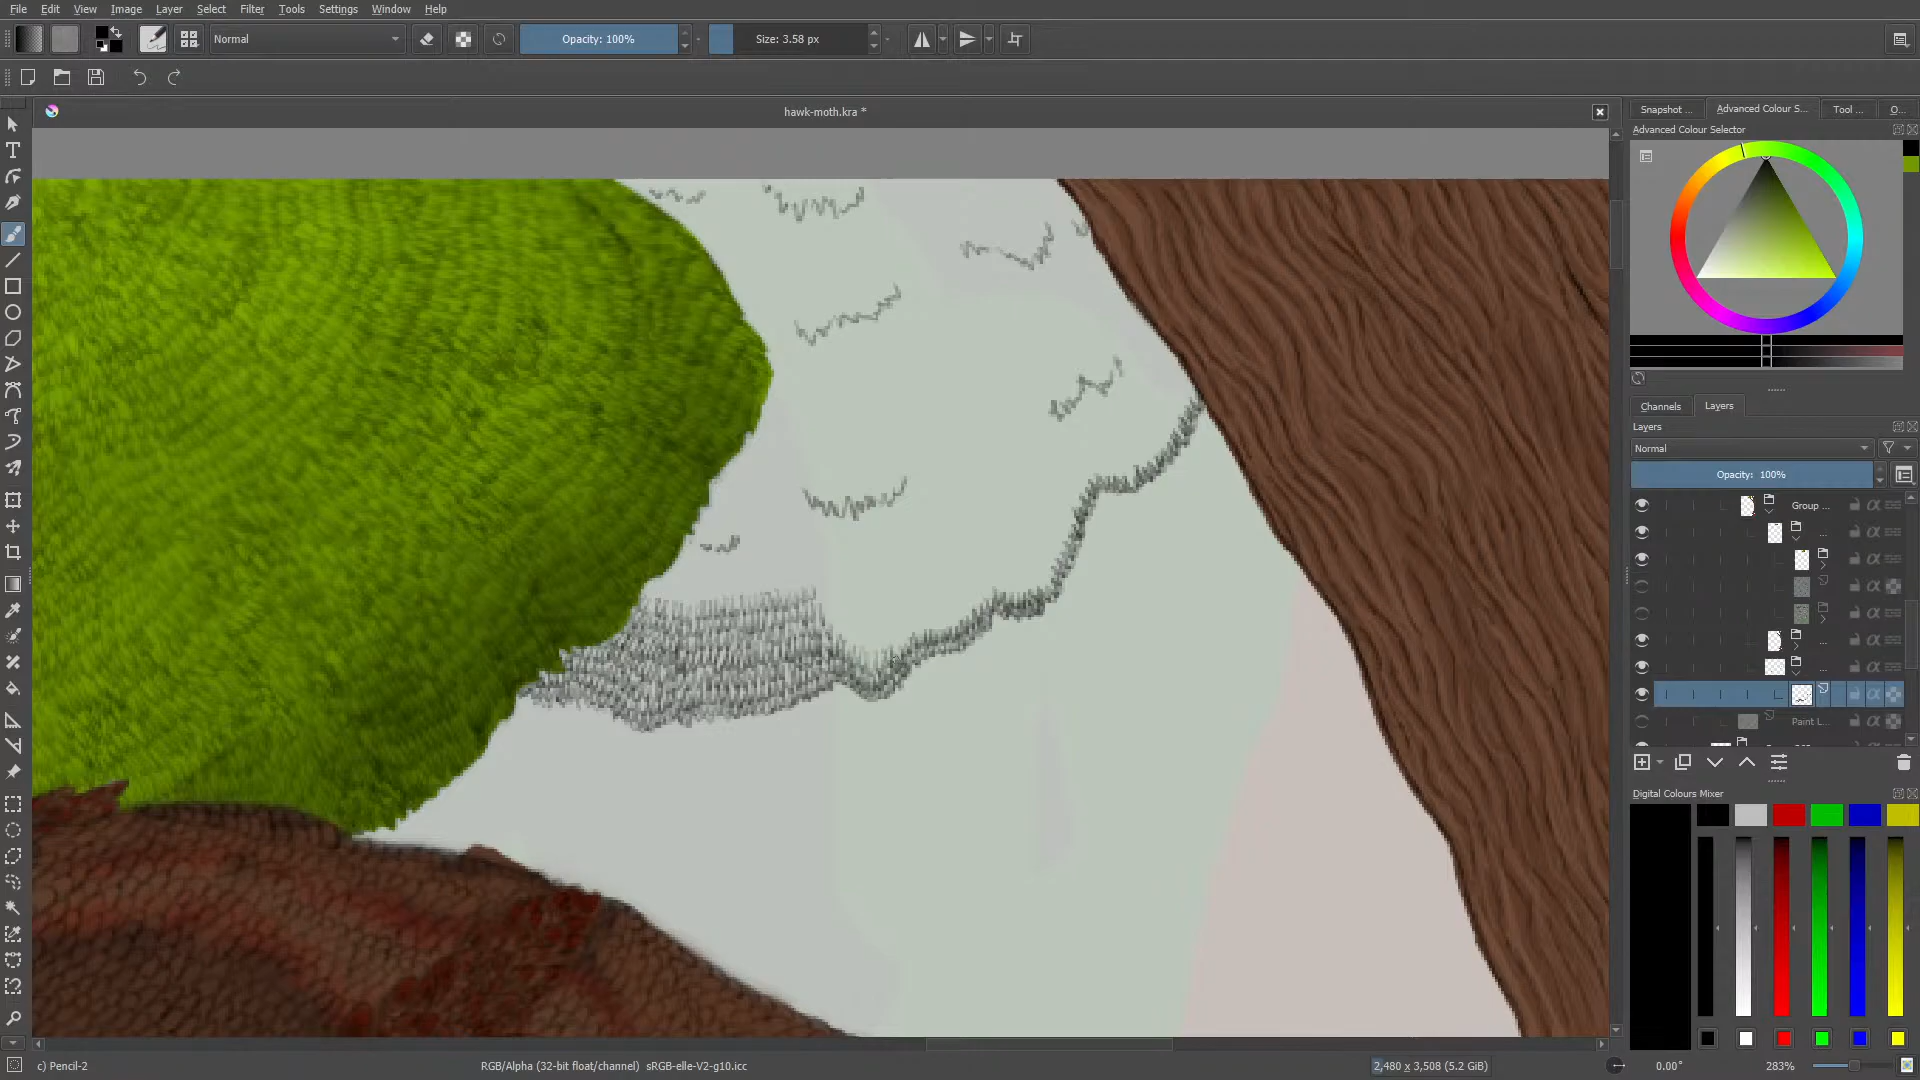 File Edit View Image Layer Select Filter Tools Settings Window Help
Normal Opacity: 100% Size: 3.58 px
hawk-moth.kra *
Snapshot ... Advanced Colour S... Tool ... O...
Advanced Colour Selector
Channels Layers
Layers
Normal
Opacity: 100%
Group ...
...
...
...
Paint L...
Digital Colours Mixer
c) Pencil-2 RGB/Alpha (32-bit float/channel) sRGB-elle-V2-g10.icc 2,480 x 3,508 (5.2 GiB) 0.00° 283%